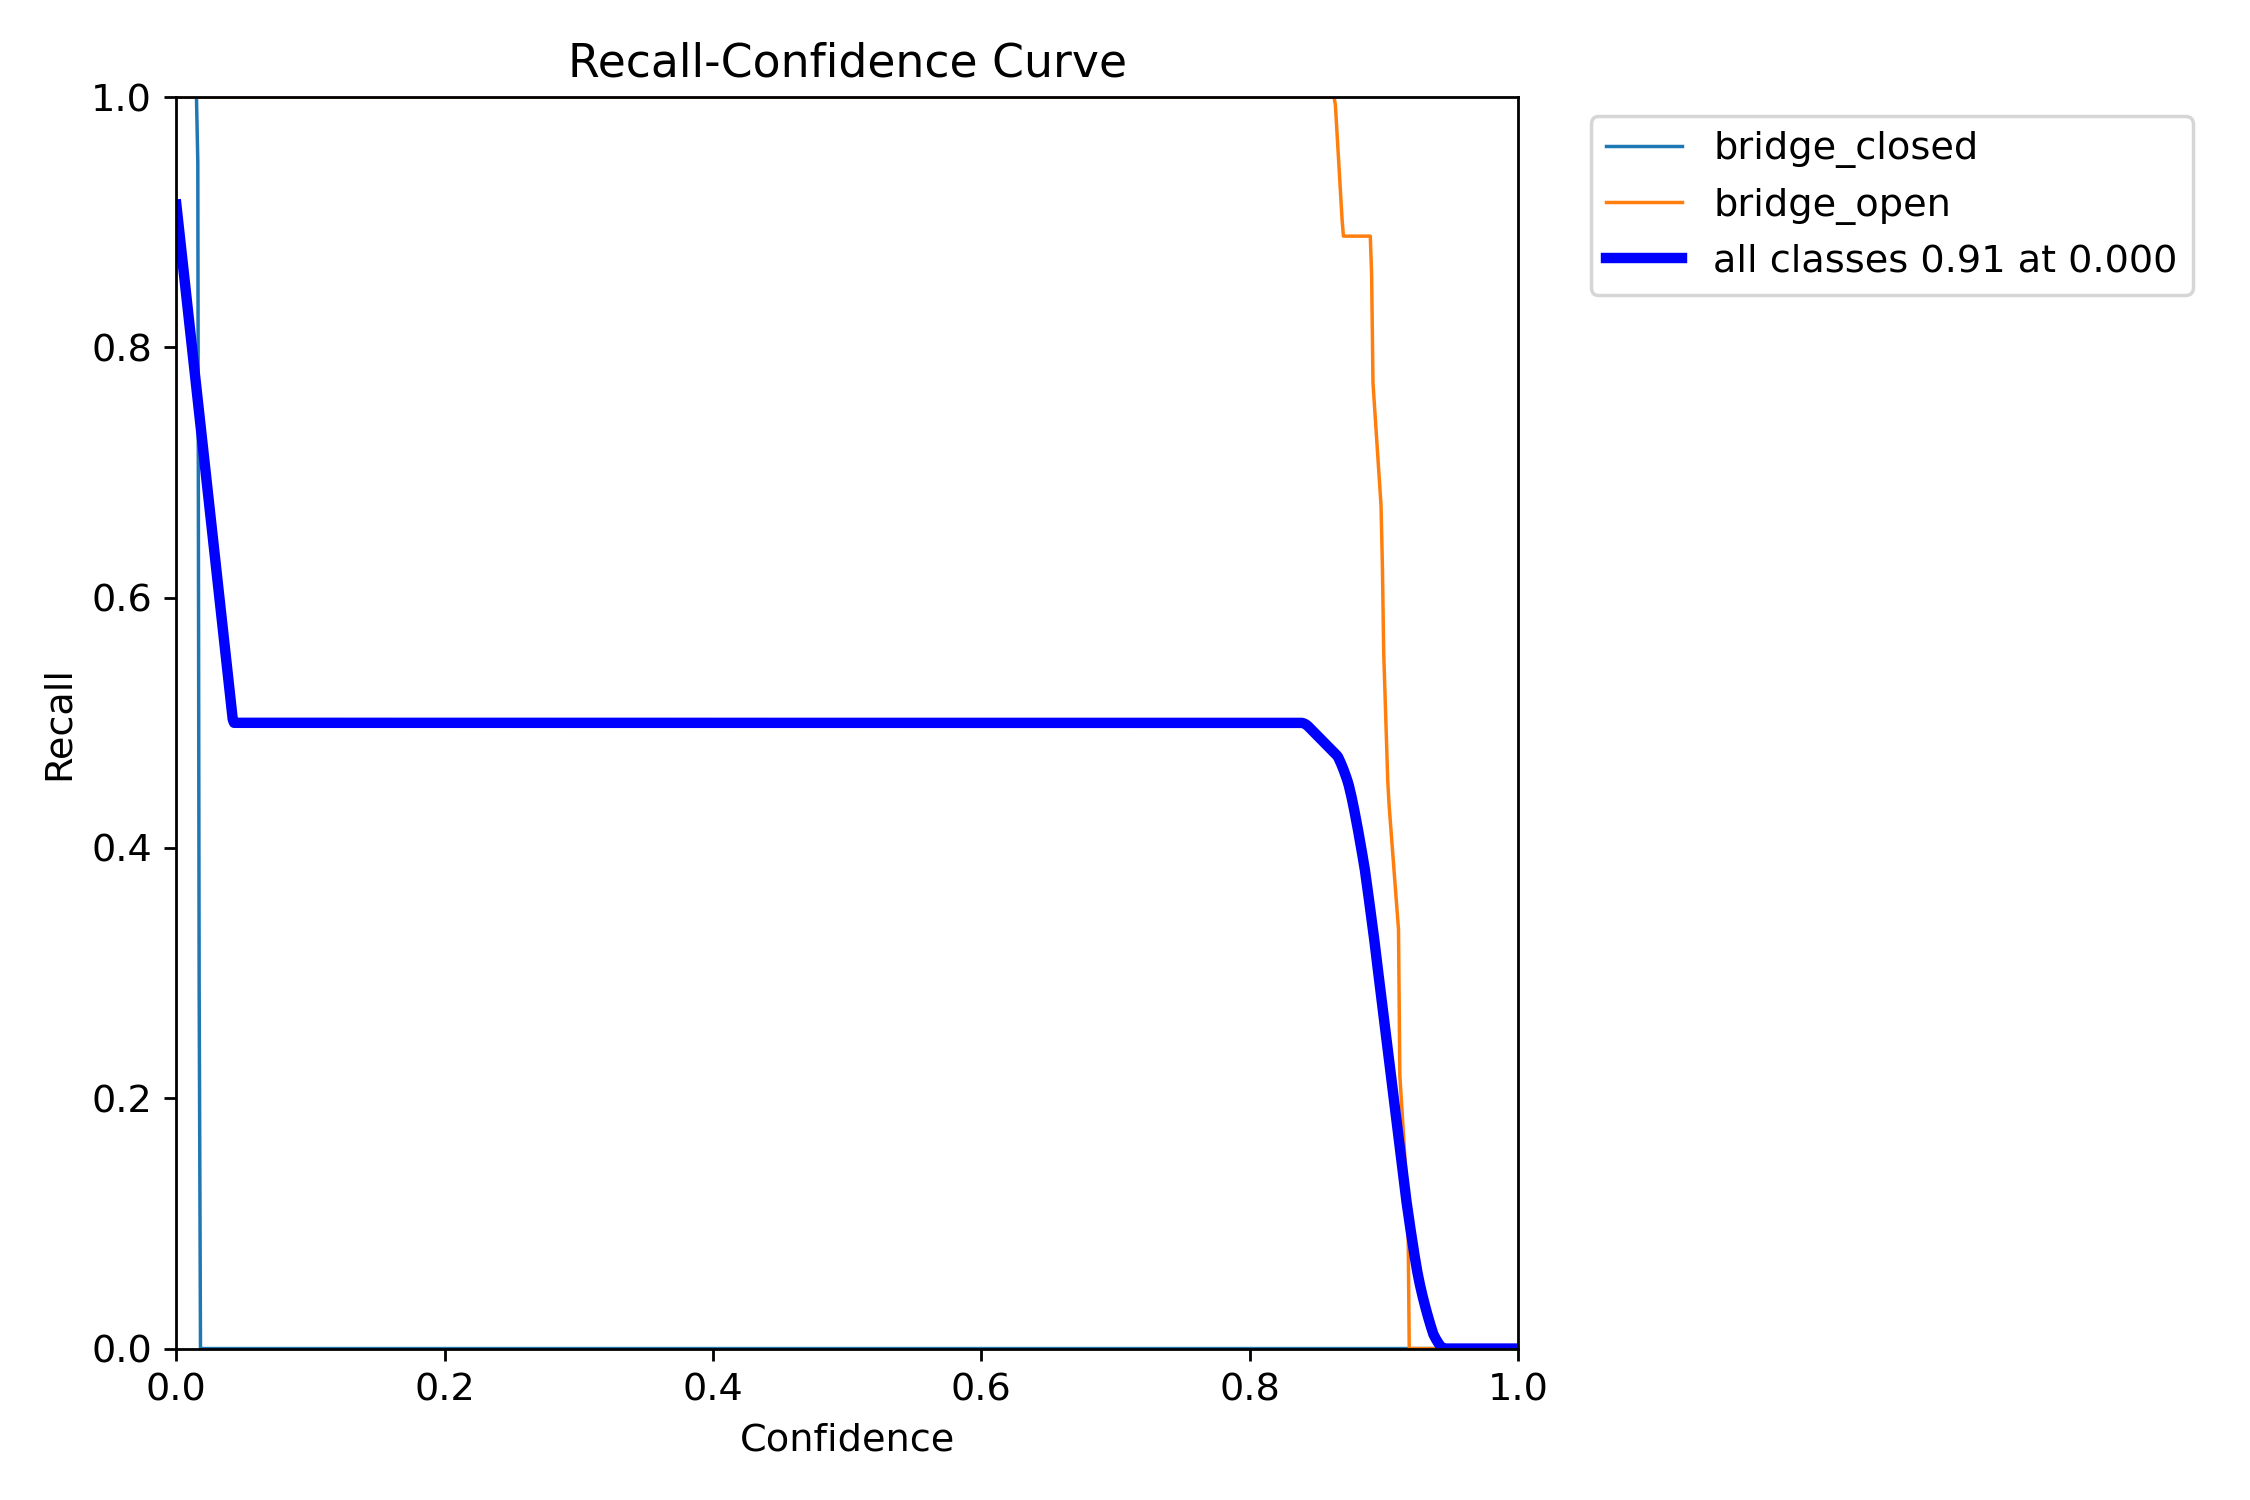 Recall-Confidence Curve
bridge_closed
bridge_open
all classes 0.91 at 0.000
1.0
0.8
0.6
0.4
0.2
0.0
Recall
0.0 0.2 0.4 0.6 0.8 1.0
Confidence